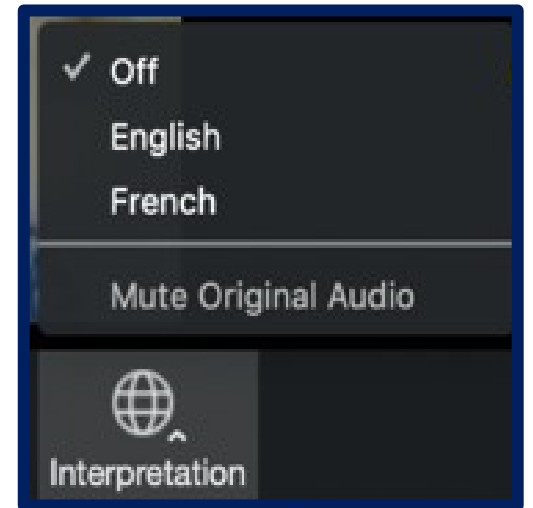 Off
English
French
Mute Original Audio
Interpretation